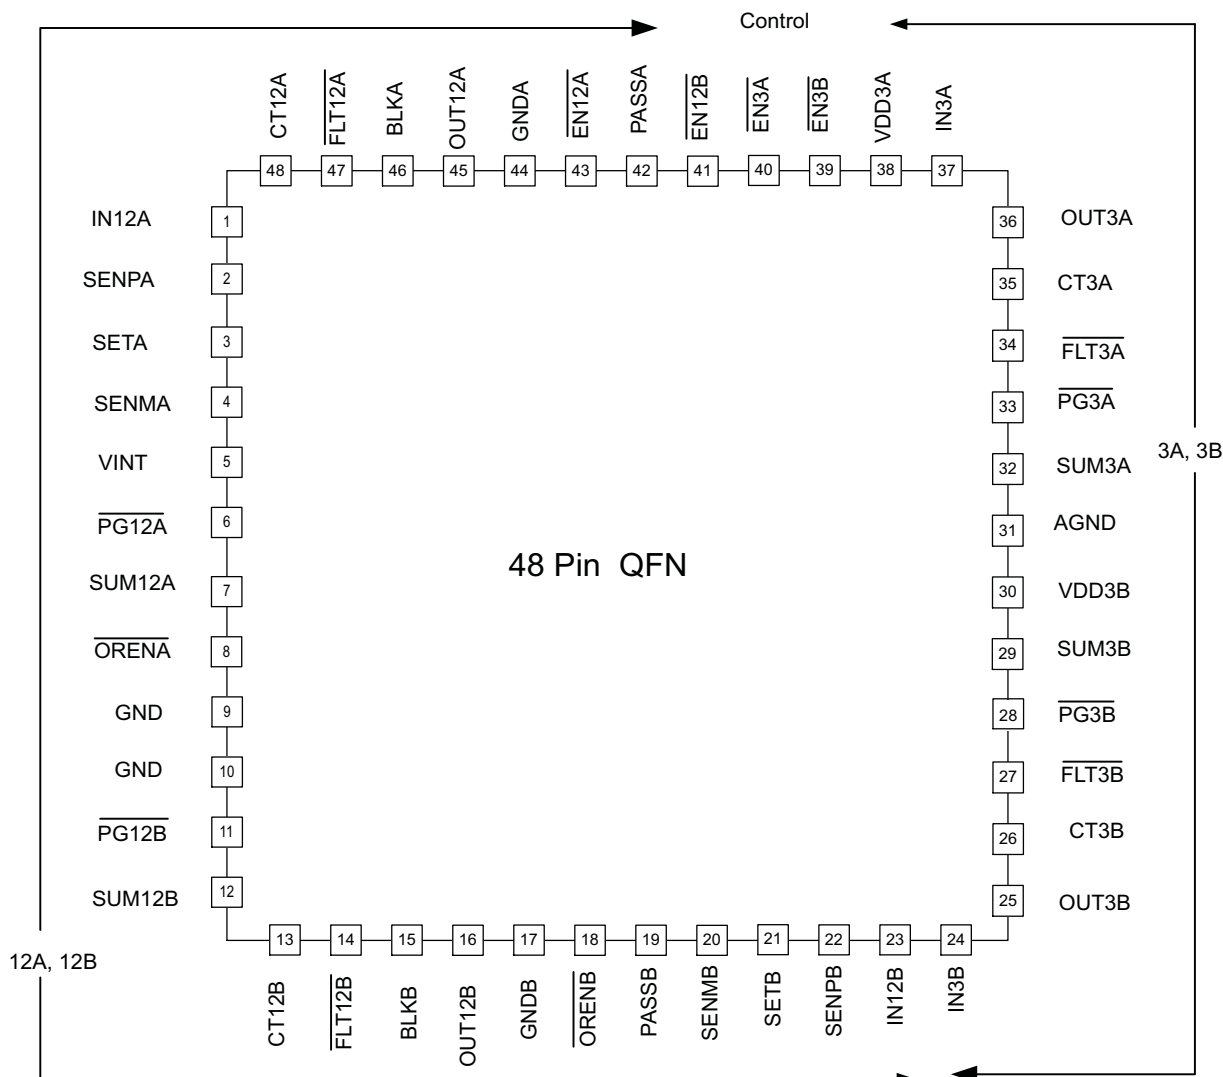 Control
CT12A
FLT12A
BLKA
OUT12A
GNDA
EN12A
PASSA
EN12B
EN3A
EN3B
VDD3A
IN3A
48 47 46 45 44 43 42 41 40 39 38 37
IN12A 1
SENPA 2
SETA 3
SENMA 4
VINT 5
PG12A 6
SUM12A 7
ORENA 8
GND 9
GND 10
PG12B 11
SUM12B 12
48 Pin QFN
36 OUT3A
35 CT3A
34 FLT3A
33 PG3A
32 SUM3A
31 AGND
30 VDD3B
29 SUM3B
28 PG3B
27 FLT3B
26 CT3B
25 OUT3B
3A, 3B
12A, 12B
13 14 15 16 17 18 19 20 21 22 23 24
CT12B
FLT12B
BLKB
OUT12B
GNDB
ORENB
PASSB
SENMB
SETB
SENPB
IN12B
IN3B